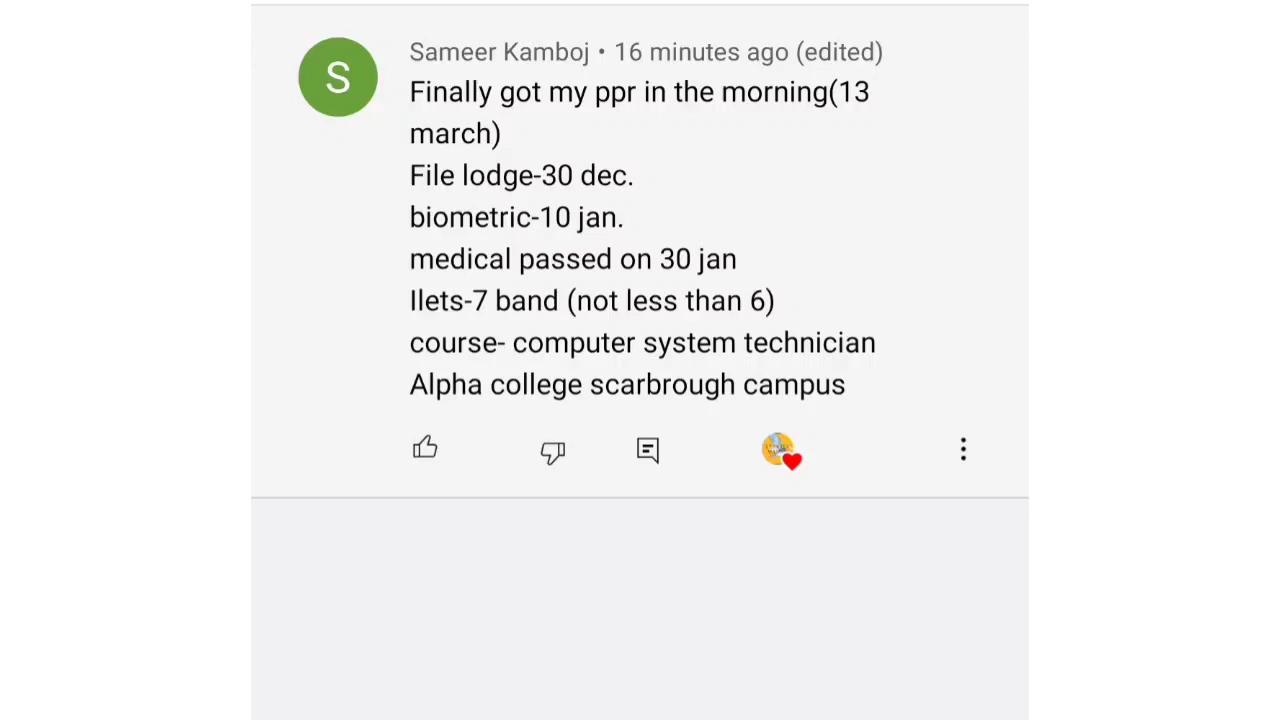 S
Sameer Kamboj • 16 minutes ago (edited)
Finally got my ppr in the morning(13
march)
File lodge-30 dec.
biometric-10 jan.
medical passed on 30 jan
Ilets-7 band (not less than 6)
course- computer system technician
Alpha college scarbrough campus